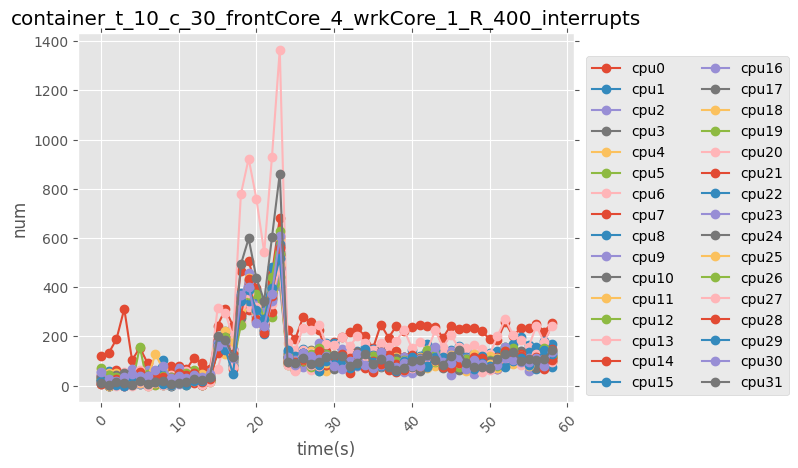 container_t_10_c_30_frontCore_4_wrkCore_1_R_400_interrupts
1400
1200
1000
800
600
400
200
0
num
0
10
20
30
40
50
60
time(s)
cpu0
cpu1
cpu2
cpu3
cpu4
cpu5
cpu6
cpu7
cpu8
cpu9
cpu10
cpu11
cpu12
cpu13
cpu14
cpu15
cpu16
cpu17
cpu18
cpu19
cpu20
cpu21
cpu22
cpu23
cpu24
cpu25
cpu26
cpu27
cpu28
cpu29
cpu30
cpu31